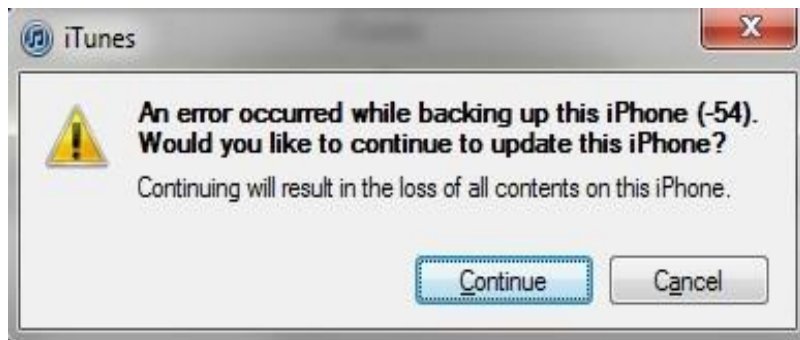 iTunes
An error occurred while backing up this iPhone (-54).
Would you like to continue to update this iPhone?
Continuing will result in the loss of all contents on this iPhone.
Continue Cancel